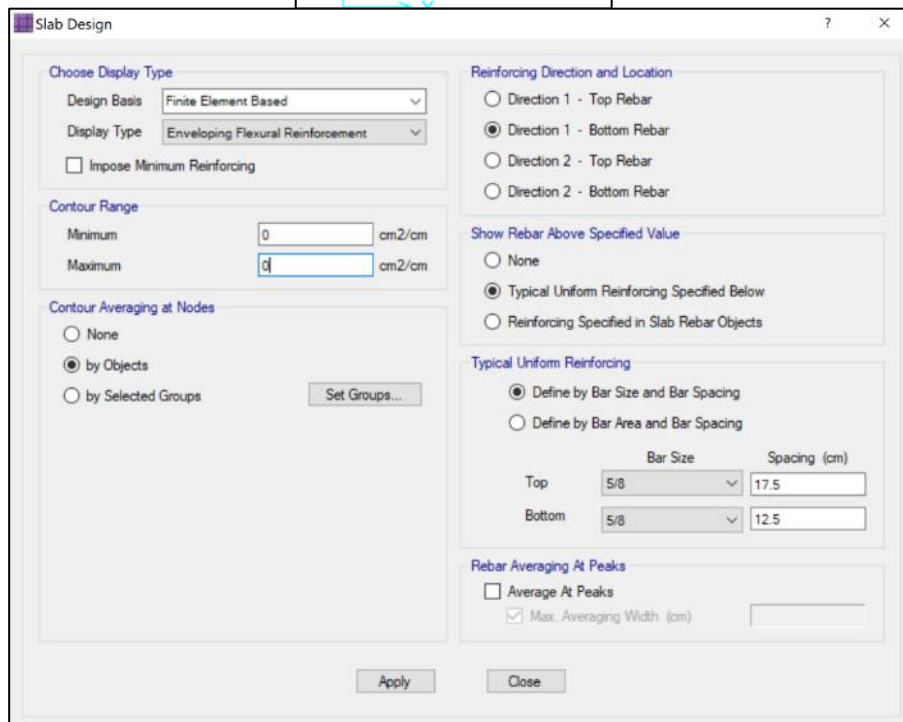 X
Slab Design
?
Choose Display Type
Design Basis Finite Element Based
Display Type Enveloping Flexural Reinforcement
Impose Minimum Reinforcing
Contour Range
Minimum 0 cm2/cm
Maximum 0 cm2/cm
Contour Averaging at Nodes
None
by Objects
by Selected Groups Set Groups...
Reinforcing Direction and Location
Direction 1 - Top Rebar
Direction 1 - Bottom Rebar
Direction 2 - Top Rebar
Direction 2 - Bottom Rebar
Show Rebar Above Specified Value
None
Typical Uniform Reinforcing Specified Below
Reinforcing Specified in Slab Rebar Objects
Typical Uniform Reinforcing
Define by Bar Size and Bar Spacing
Define by Bar Area and Bar Spacing
Bar Size Spacing (cm)
Top 5/8 17.5
Bottom 5/8 12.5
Rebar Averaging At Peaks
Average At Peaks
Max. Averaging Width (cm)
Apply Close